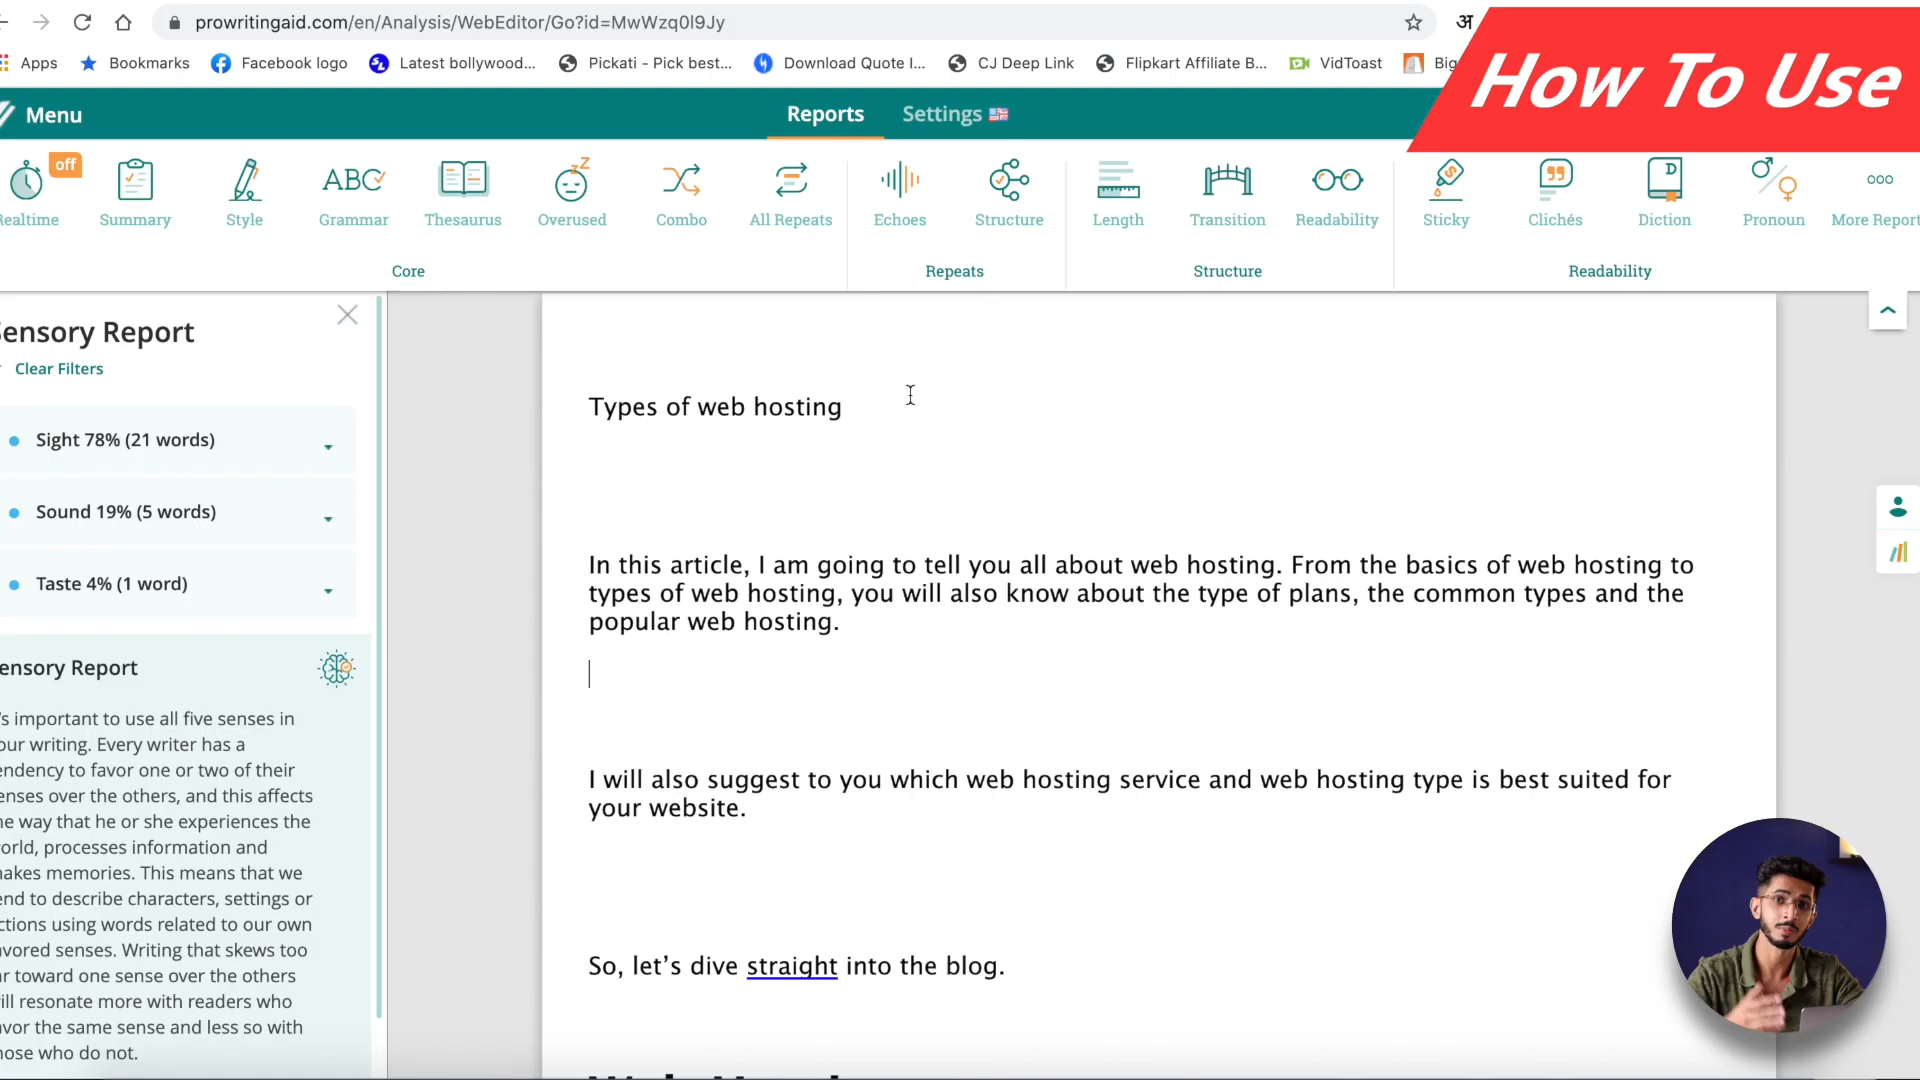 prowritingaid.com/en/Analysis/WebEditor/Go?id=MwWzq0l9Jy
अ
How To Use
Apps
Bookmarks
Facebook logo
Latest bollywood...
Pickati - Pick best...
Download Quote I...
CJ Deep Link
Flipkart Affiliate B...
VidToast
Big
Menu
Reports
Settings
off
Realtime
Summary
ABC
Style
Grammar
Thesaurus
Overused
Combo
All Repeats
Echoes
Structure
Length
Transition
Readability
Sticky
Clichés
Diction
Pronoun
More Report
Core
Repeats
Structure
Readability
Sensory Report
Clear Filters
Sight 78% (21 words)
Sound 19% (5 words)
Taste 4% (1 word)
ensory Report
's important to use all five senses in
our writing. Every writer has a
endency to favor one or two of their
enses over the others, and this affects
he way that he or she experiences the
orld, processes information and
nakes memories. This means that we
end to describe characters, settings or
ctions using words related to our own
avored senses. Writing that skews too
ar toward one sense over the others
ill resonate more with readers who
avor the same sense and less so with
hose who do not.
Types of web hosting
In this article, I am going to tell you all about web hosting. From the basics of web hosting to
types of web hosting, you will also know about the type of plans, the common types and the
popular web hosting.
I will also suggest to you which web hosting service and web hosting type is best suited for
your website.
So, let's dive straight into the blog.